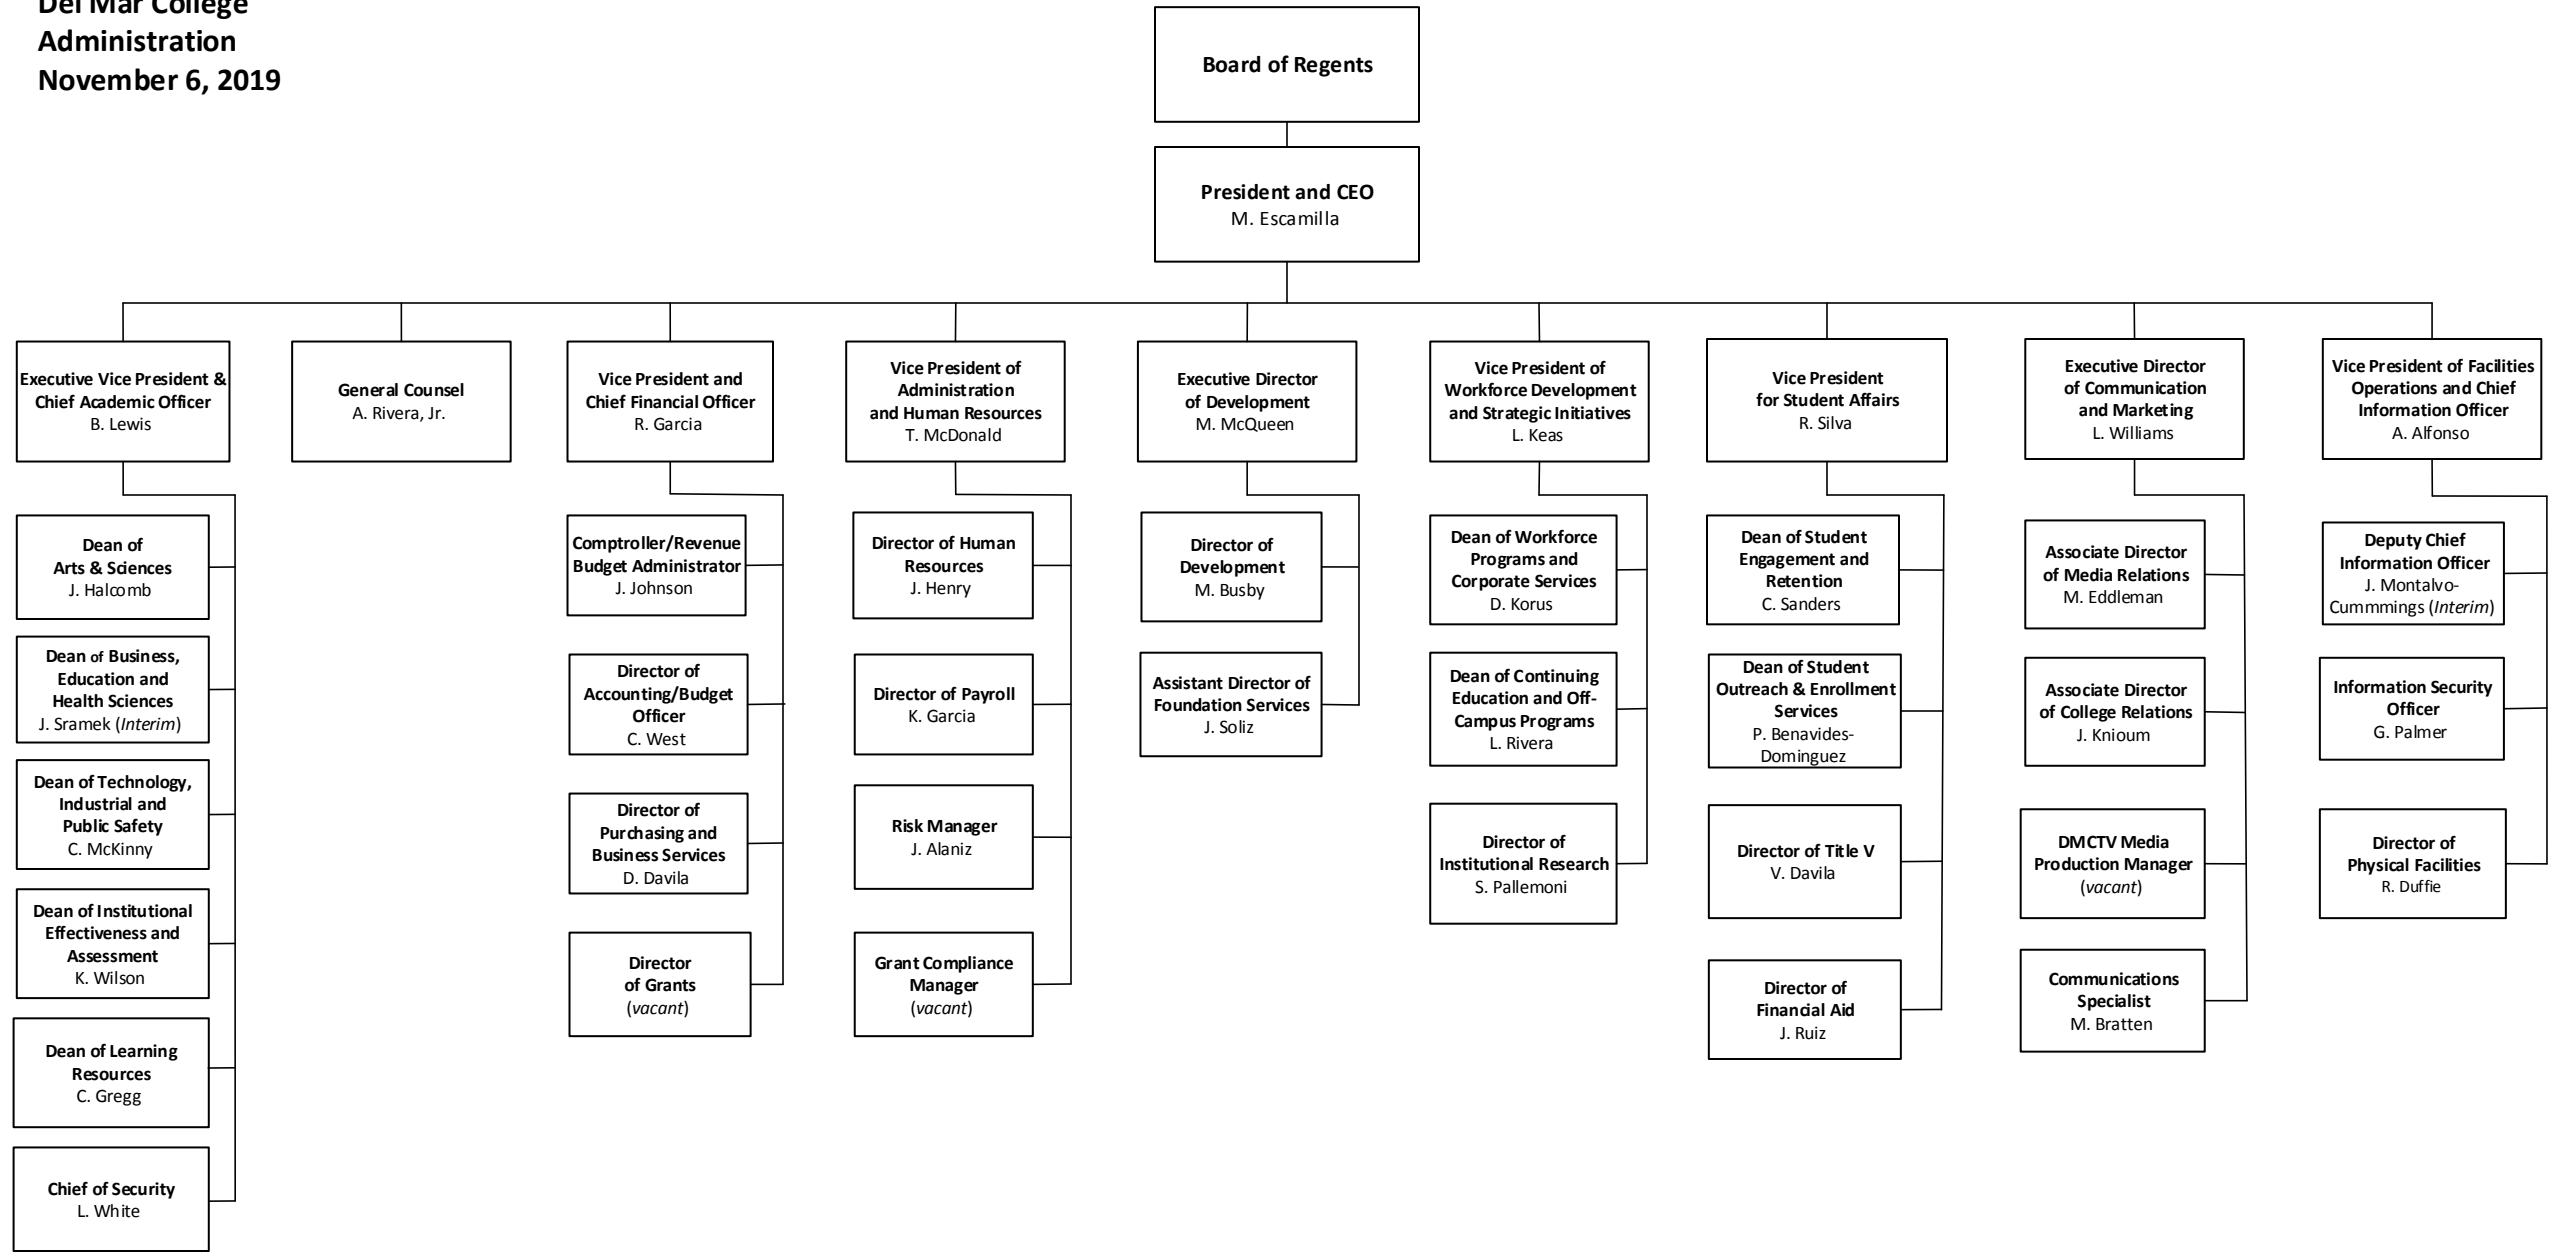 Del Mar College
Administration
November 6, 2019
Board of Regents
President and CEO
M. Escamilla
Executive Vice President &
Chief Academic Officer
B. Lewis
General Counsel
A. Rivera, Jr.
Vice President and
Chief Financial Officer
R. Garcia
Vice President of
Administration
and Human Resources
T. McDonald
Executive Director
of Development
M. McQueen
Vice President of
Workforce Development
and Strategic Initiatives
L. Keas
Vice President
for Student Affairs
R. Silva
Executive Director
of Communication
and Marketing
L. Williams
Vice President of Facilities
Operations and Chief
Information Officer
A. Alfonso
Dean of
Arts & Sciences
J. Halcomb
Dean of Business,
Education and
Health Sciences
J. Sramek (Interim)
Dean of Technology,
Industrial and
Public Safety
C. McKinny
Dean of Institutional
Effectiveness and
Assessment
K. Wilson
Dean of Learning
Resources
C. Gregg
Chief of Security
L. White
Comptroller/Revenue
Budget Administrator
J. Johnson
Director of
Accounting/Budget
Officer
C. West
Director of
Purchasing and
Business Services
D. Davila
Director
of Grants
(vacant)
Director of Human
Resources
J. Henry
Director of Payroll
K. Garcia
Risk Manager
J. Alaniz
Grant Compliance
Manager
(vacant)
Director of
Development
M. Busby
Assistant Director of
Foundation Services
J. Soliz
Dean of Workforce
Programs and
Corporate Services
D. Korus
Dean of Continuing
Education and Off-
Campus Programs
L. Rivera
Director of
Institutional Research
S. Pallemoni
Dean of Student
Engagement and
Retention
C. Sanders
Dean of Student
Outreach & Enrollment
Services
P. Benavides-
Dominguez
Director of Title V
V. Davila
Director of
Financial Aid
J. Ruiz
Associate Director
of Media Relations
M. Eddleman
Associate Director
of College Relations
J. Knioum
DMCTV Media
Production Manager
(vacant)
Communications
Specialist
M. Bratten
Deputy Chief
Information Officer
J. Montalvo-
Cummmings (Interim)
Information Security
Officer
G. Palmer
Director of
Physical Facilities
R. Duffie